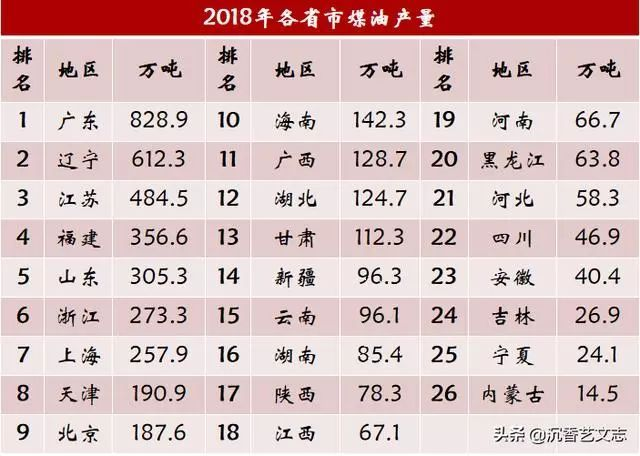 2018年各省市煤油产量
排名 地区 万吨 排名 地区 万吨 排名 地区 万吨
1 广东 828.9 10 海南 142.3 19 河南 66.7
2 辽宁 612.3 11 广西 128.7 20 黑龙江 63.8
3 江苏 484.5 12 湖北 124.7 21 河北 58.3
4 福建 356.6 13 甘肃 112.3 22 四川 46.9
5 山东 305.3 14 新疆 96.3 23 安徽 40.4
6 浙江 273.3 15 云南 96.1 24 吉林 26.9
7 上海 257.9 16 湖南 85.4 25 宁夏 24.1
8 天津 190.9 17 陕西 78.3 26 内蒙古 14.5
9 北京 187.6 18 江西 67.1
头条 @沉香艺文志